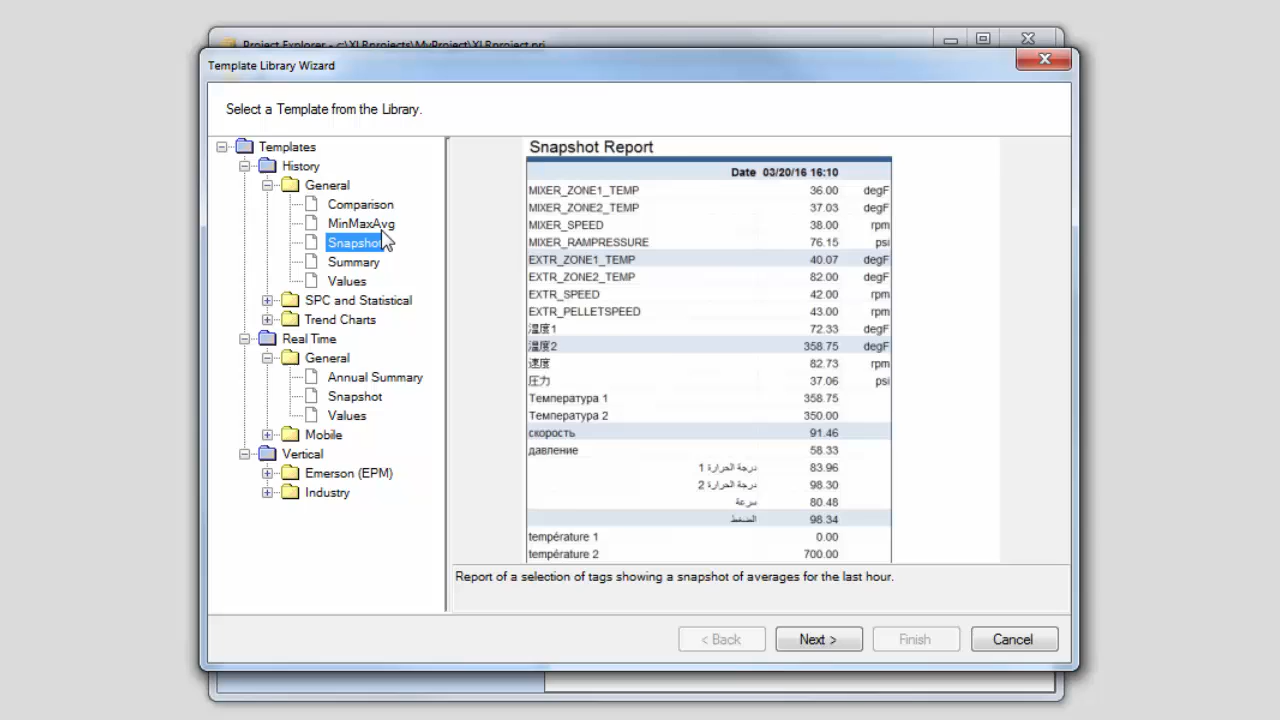 Project Explorer - c:\XLRprojects\MyProject\XLRproject.prj
Template Library Wizard
Select a Template from the Library.
Templates
History
General
Comparison
MinMaxAvg
Snapshot
Summary
Values
SPC and Statistical
Trend Charts
Real Time
General
Annual Summary
Snapshot
Values
Mobile
Vertical
Emerson (EPM)
Industry
Snapshot Report
Date 03/20/16 16:10
MIXER_ZONE1_TEMP 36.00 degF
MIXER_ZONE2_TEMP 37.03 degF
MIXER_SPEED 38.00 rpm
MIXER_RAMPRESSURE 76.15 psi
EXTR_ZONE1_TEMP 40.07 degF
EXTR_ZONE2_TEMP 82.00 degF
EXTR_SPEED 42.00 rpm
EXTR_PELLETSPEED 43.00 rpm
温度1 72.33 degF
温度2 358.75 degF
速度 82.73 rpm
圧力 37.06 psi
Температура 1 358.75
Температура 2 350.00
скорость 91.46
давление 58.33
درجة الحرارة 1 83.96
درجة الحرارة 2 98.30
سرعة 80.48
الضغط 98.34
température 1 0.00
température 2 700.00
Report of a selection of tags showing a snapshot of averages for the last hour.
< Back
Next >
Finish
Cancel